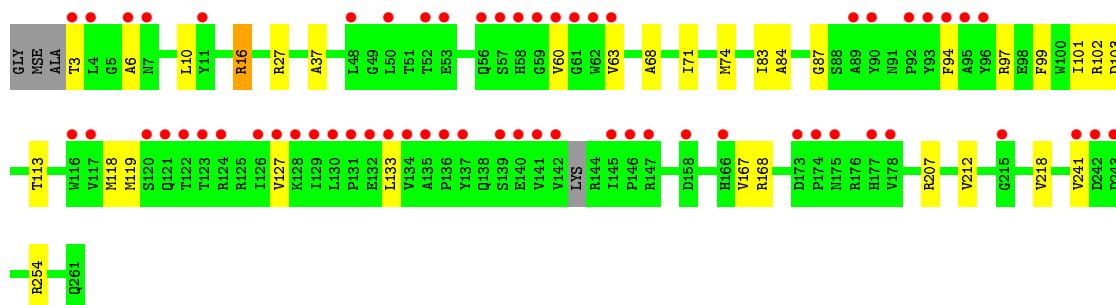 GLY MSE ALA T3 L4 G5 A6 N7 L10 Y11 R16 R27 A37 L48 G49 L50 T51 T52 E53 Q56 S57 H58 G59 V60 G61 W62 V63 A68 I71 M74 I83 A84 G87 S88 A89 Y90 N91 P92 Y93 F94 A95 Y96 R97 E98 F99 W100 I101 R102 D103
T113 W116 V117 M118 M119 S120 Q121 T122 T123 R124 R125 I126 V127 K128 I129 L130 P131 E132 L133 V134 A135 P136 Y137 Q138 S139 E140 V141 V142 LYS R144 I145 P146 R147 D158 H166 V167 R168 D173 P174 N175 R176 H177 V178 R207 V212 G215 V218 V241 D242
R254 Q261